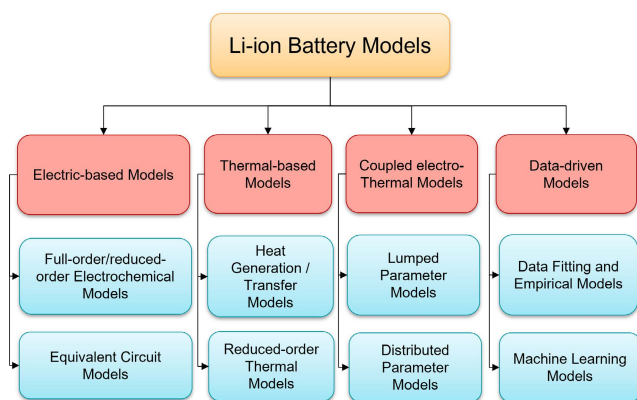 Li-ion Battery Models
Electric-based Models
Thermal-based
Models
Coupled electro-
Thermal Models
Data-driven
Models
Full-order/reduced-
order Electrochemical
Models
Heat
Generation /
Transfer
Models
Lumped
Parameter
Models
Data Fitting and
Empirical Models
Equivalent Circuit
Models
Reduced-order
Thermal
Models
Distributed
Parameter
Models
Machine Learning
Models